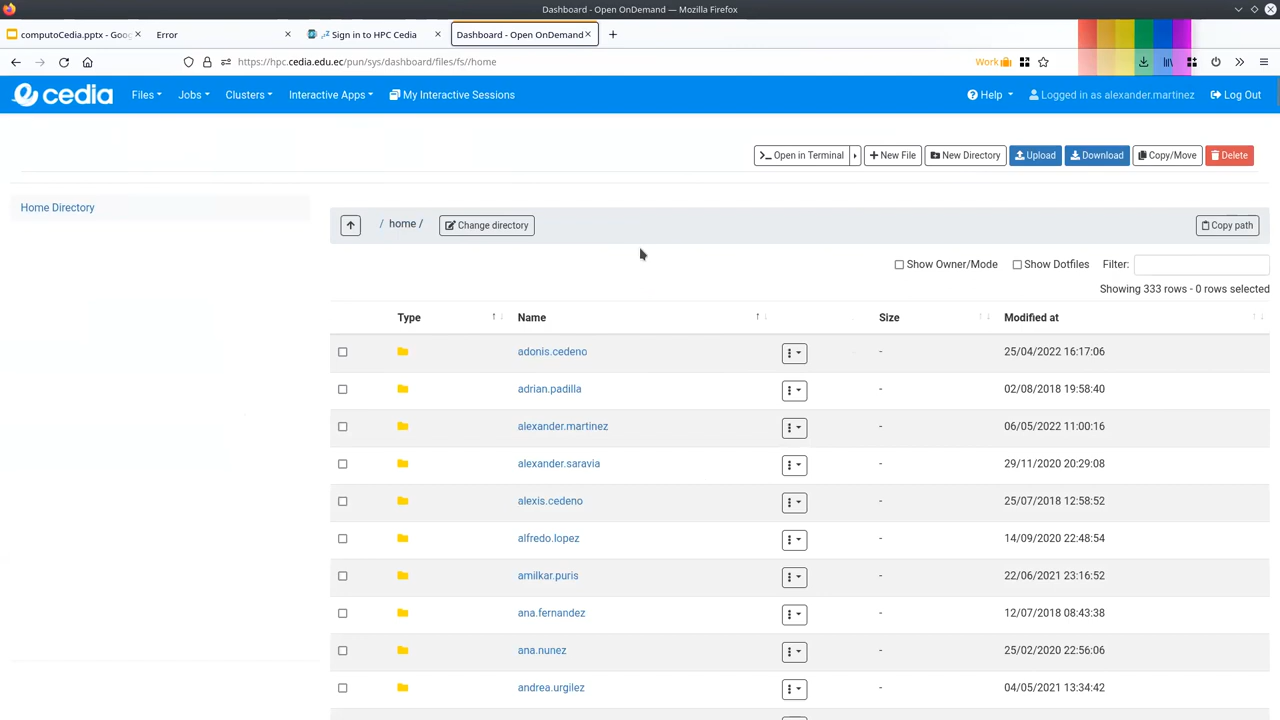 Dashboard - Open OnDemand — Mozilla Firefox
computoCedia.pptx - Goog
Error
Sign in to HPC Cedia
Dashboard - Open OnDemand
https://hpc.cedia.edu.ec/pun/sys/dashboard/files/fs//home
Work
cedia
Files
Jobs
Clusters
Interactive Apps
My Interactive Sessions
Help
Logged in as alexander.martinez
Log Out
Open in Terminal
New File
New Directory
Upload
Download
Copy/Move
Delete
Home Directory
/ home /
Change directory
Copy path
Show Owner/Mode
Show Dotfiles
Filter:
Showing 333 rows - 0 rows selected
Type Name Size Modified at
adonis.cedeno - 25/04/2022 16:17:06
adrian.padilla - 02/08/2018 19:58:40
alexander.martinez - 06/05/2022 11:00:16
alexander.saravia - 29/11/2020 20:29:08
alexis.cedeno - 25/07/2018 12:58:52
alfredo.lopez - 14/09/2020 22:48:54
amilkar.puris - 22/06/2021 23:16:52
ana.fernandez - 12/07/2018 08:43:38
ana.nunez - 25/02/2020 22:56:06
andrea.urgilez - 04/05/2021 13:34:42